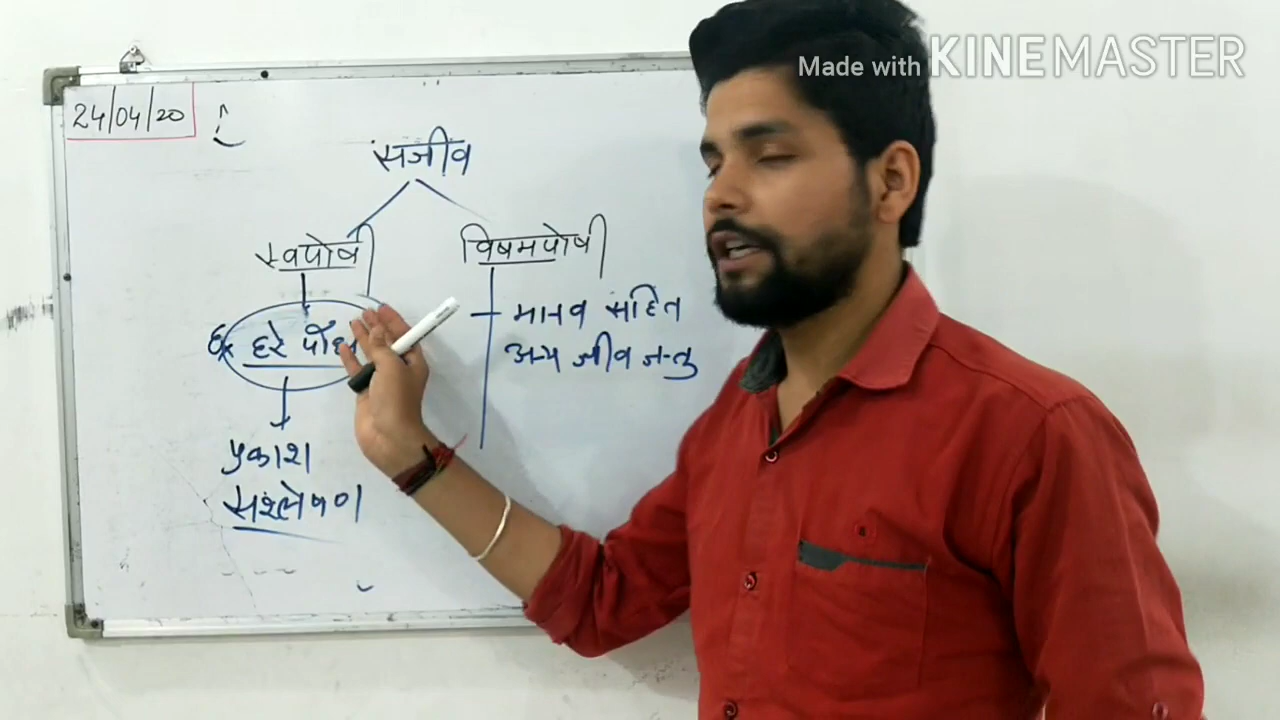 Made with KINEMASTER
24/04/20
सजीव
स्वपोषी
विषमपोषी
हरे पौधे
मानव सहित
अन्य जीव जन्तु
प्रकाश
संश्लेषण